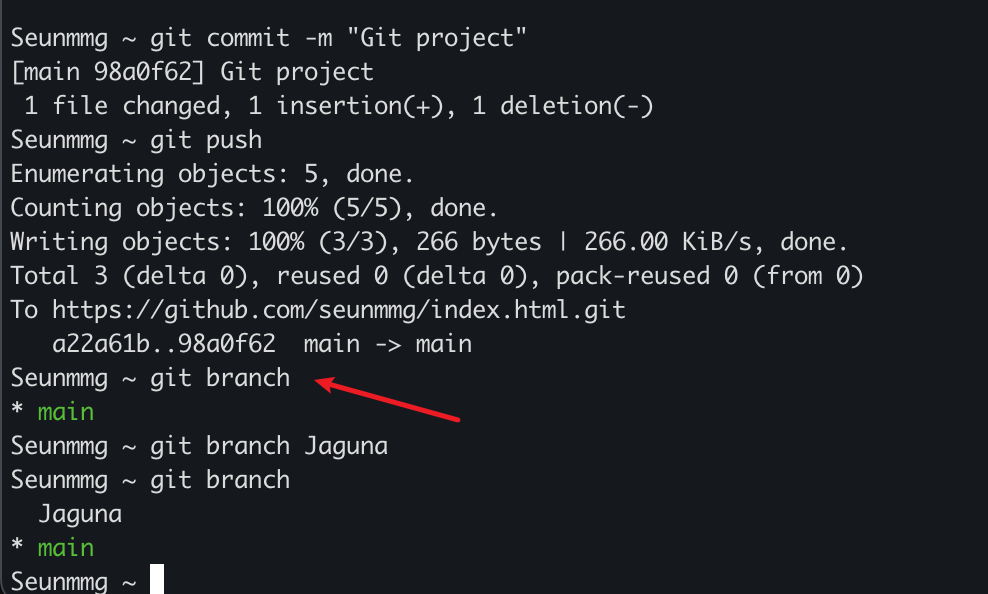 Seunmmg ~ git commit -m "Git project"
[main 98a0f62] Git project
 1 file changed, 1 insertion(+), 1 deletion(-)
Seunmmg ~ git push
Enumerating objects: 5, done.
Counting objects: 100% (5/5), done.
Writing objects: 100% (3/3), 266 bytes | 266.00 KiB/s, done.
Total 3 (delta 0), reused 0 (delta 0), pack-reused 0 (from 0)
To https://github.com/seunmmg/index.html.git
   a22a61b..98a0f62  main -> main
Seunmmg ~ git branch
* main
Seunmmg ~ git branch Jaguna
Seunmmg ~ git branch
  Jaguna
* main
Seunmmg ~